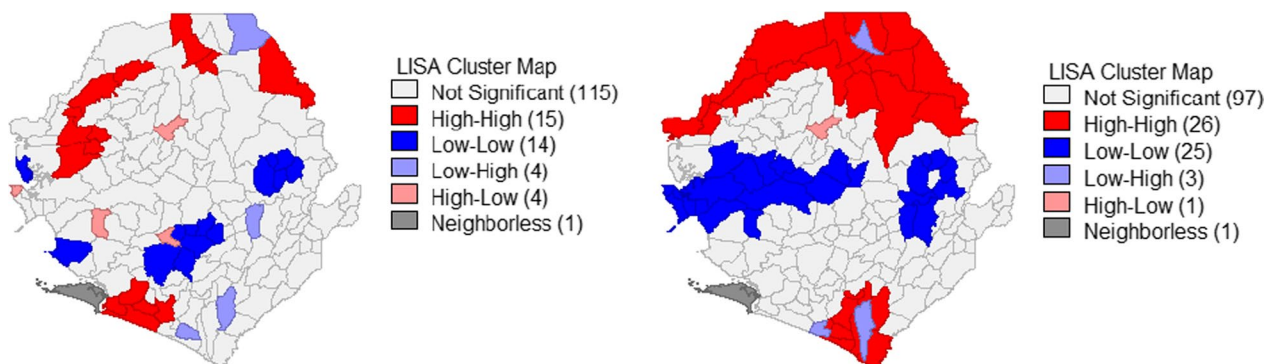 LISA Cluster Map
Not Significant (115)
High-High (15)
Low-Low (14)
Low-High (4)
High-Low (4)
Neighborless (1)
LISA Cluster Map
Not Significant (97)
High-High (26)
Low-Low (25)
Low-High (3)
High-Low (1)
Neighborless (1)